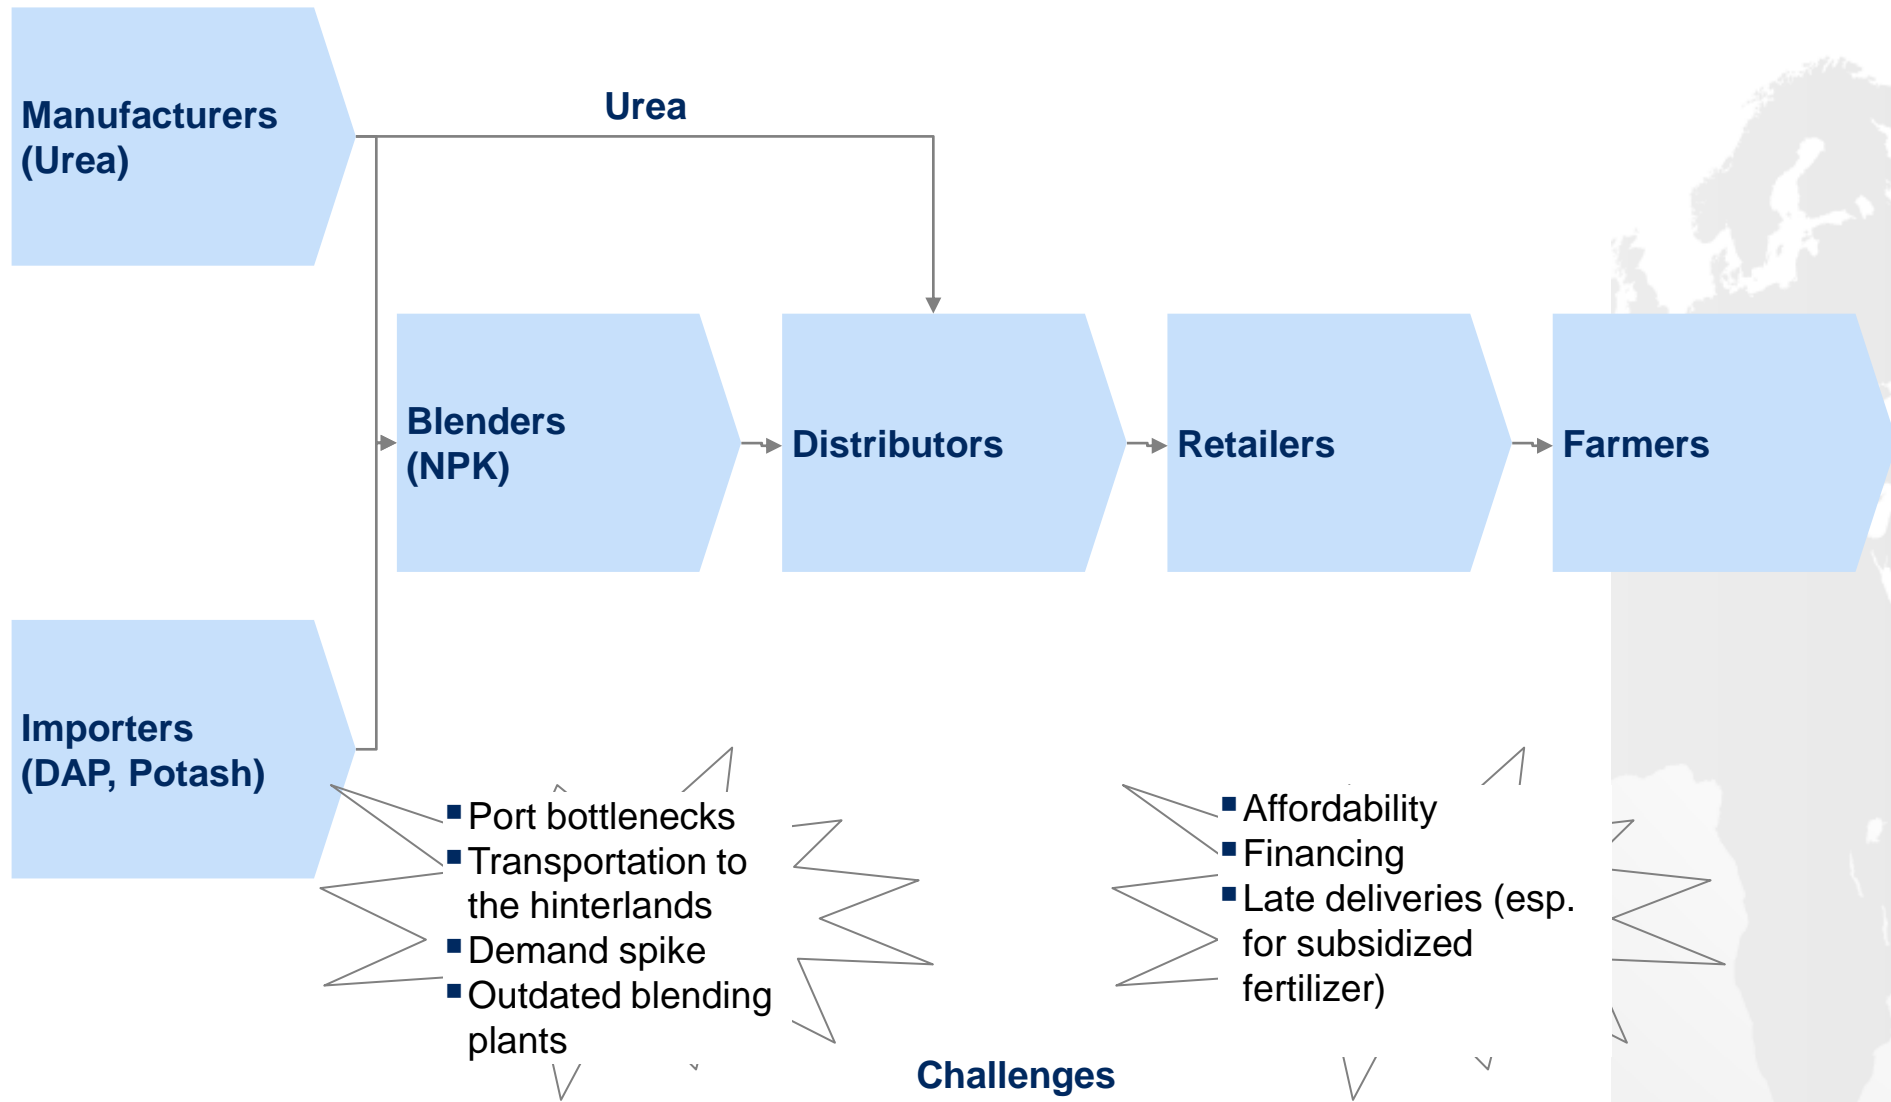 Manufacturers
(Urea)
Urea
Blenders
(NPK)
Distributors
Retailers
Farmers
Importers
(DAP, Potash)
▪ Port bottlenecks
▪ Transportation to
the hinterlands
▪ Demand spike
▪ Outdated blending
plants
▪ Affordability
▪ Financing
▪ Late deliveries (esp.
for subsidized
fertilizer)
Challenges